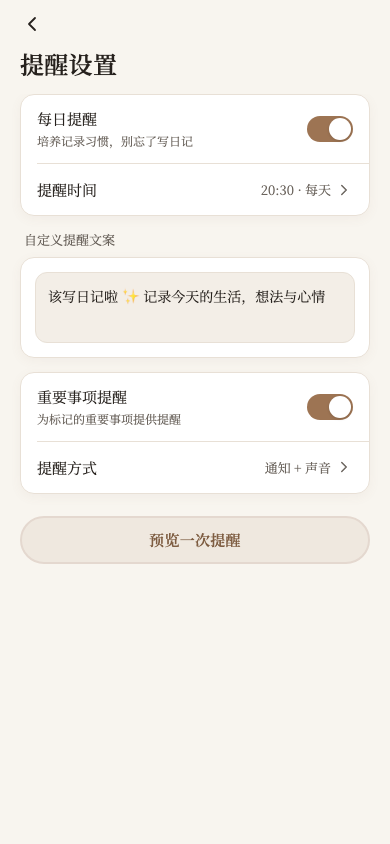 提醒设置
每日提醒
培养记录习惯，别忘了写日记
提醒时间
20:30 · 每天
自定义提醒文案
该写日记啦 ✨ 记录今天的生活，想法与心情
重要事项提醒
为标记的重要事项提供提醒
提醒方式
通知 + 声音
预览一次提醒